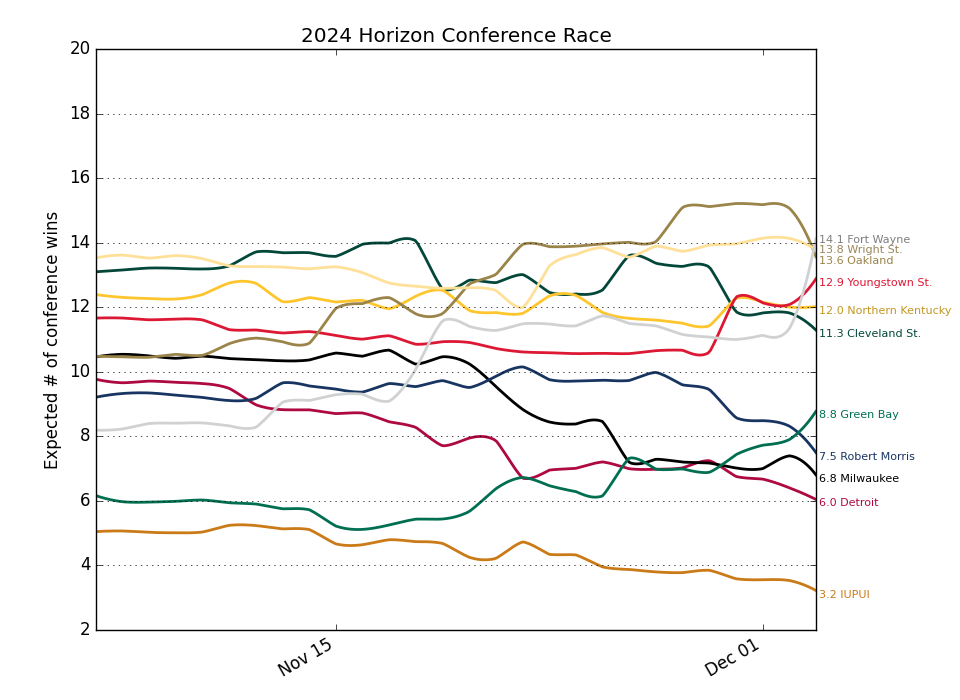 2024 Horizon Conference Race
Expected # of conference wins
20
18
16
14
12
10
8
6
4
2
Nov 15
Dec 01
14.1 Fort Wayne
13.8 Wright St.
13.6 Oakland
12.9 Youngstown St.
12.0 Northern Kentucky
11.3 Cleveland St.
8.8 Green Bay
7.5 Robert Morris
6.8 Milwaukee
6.0 Detroit
3.2 IUPUI